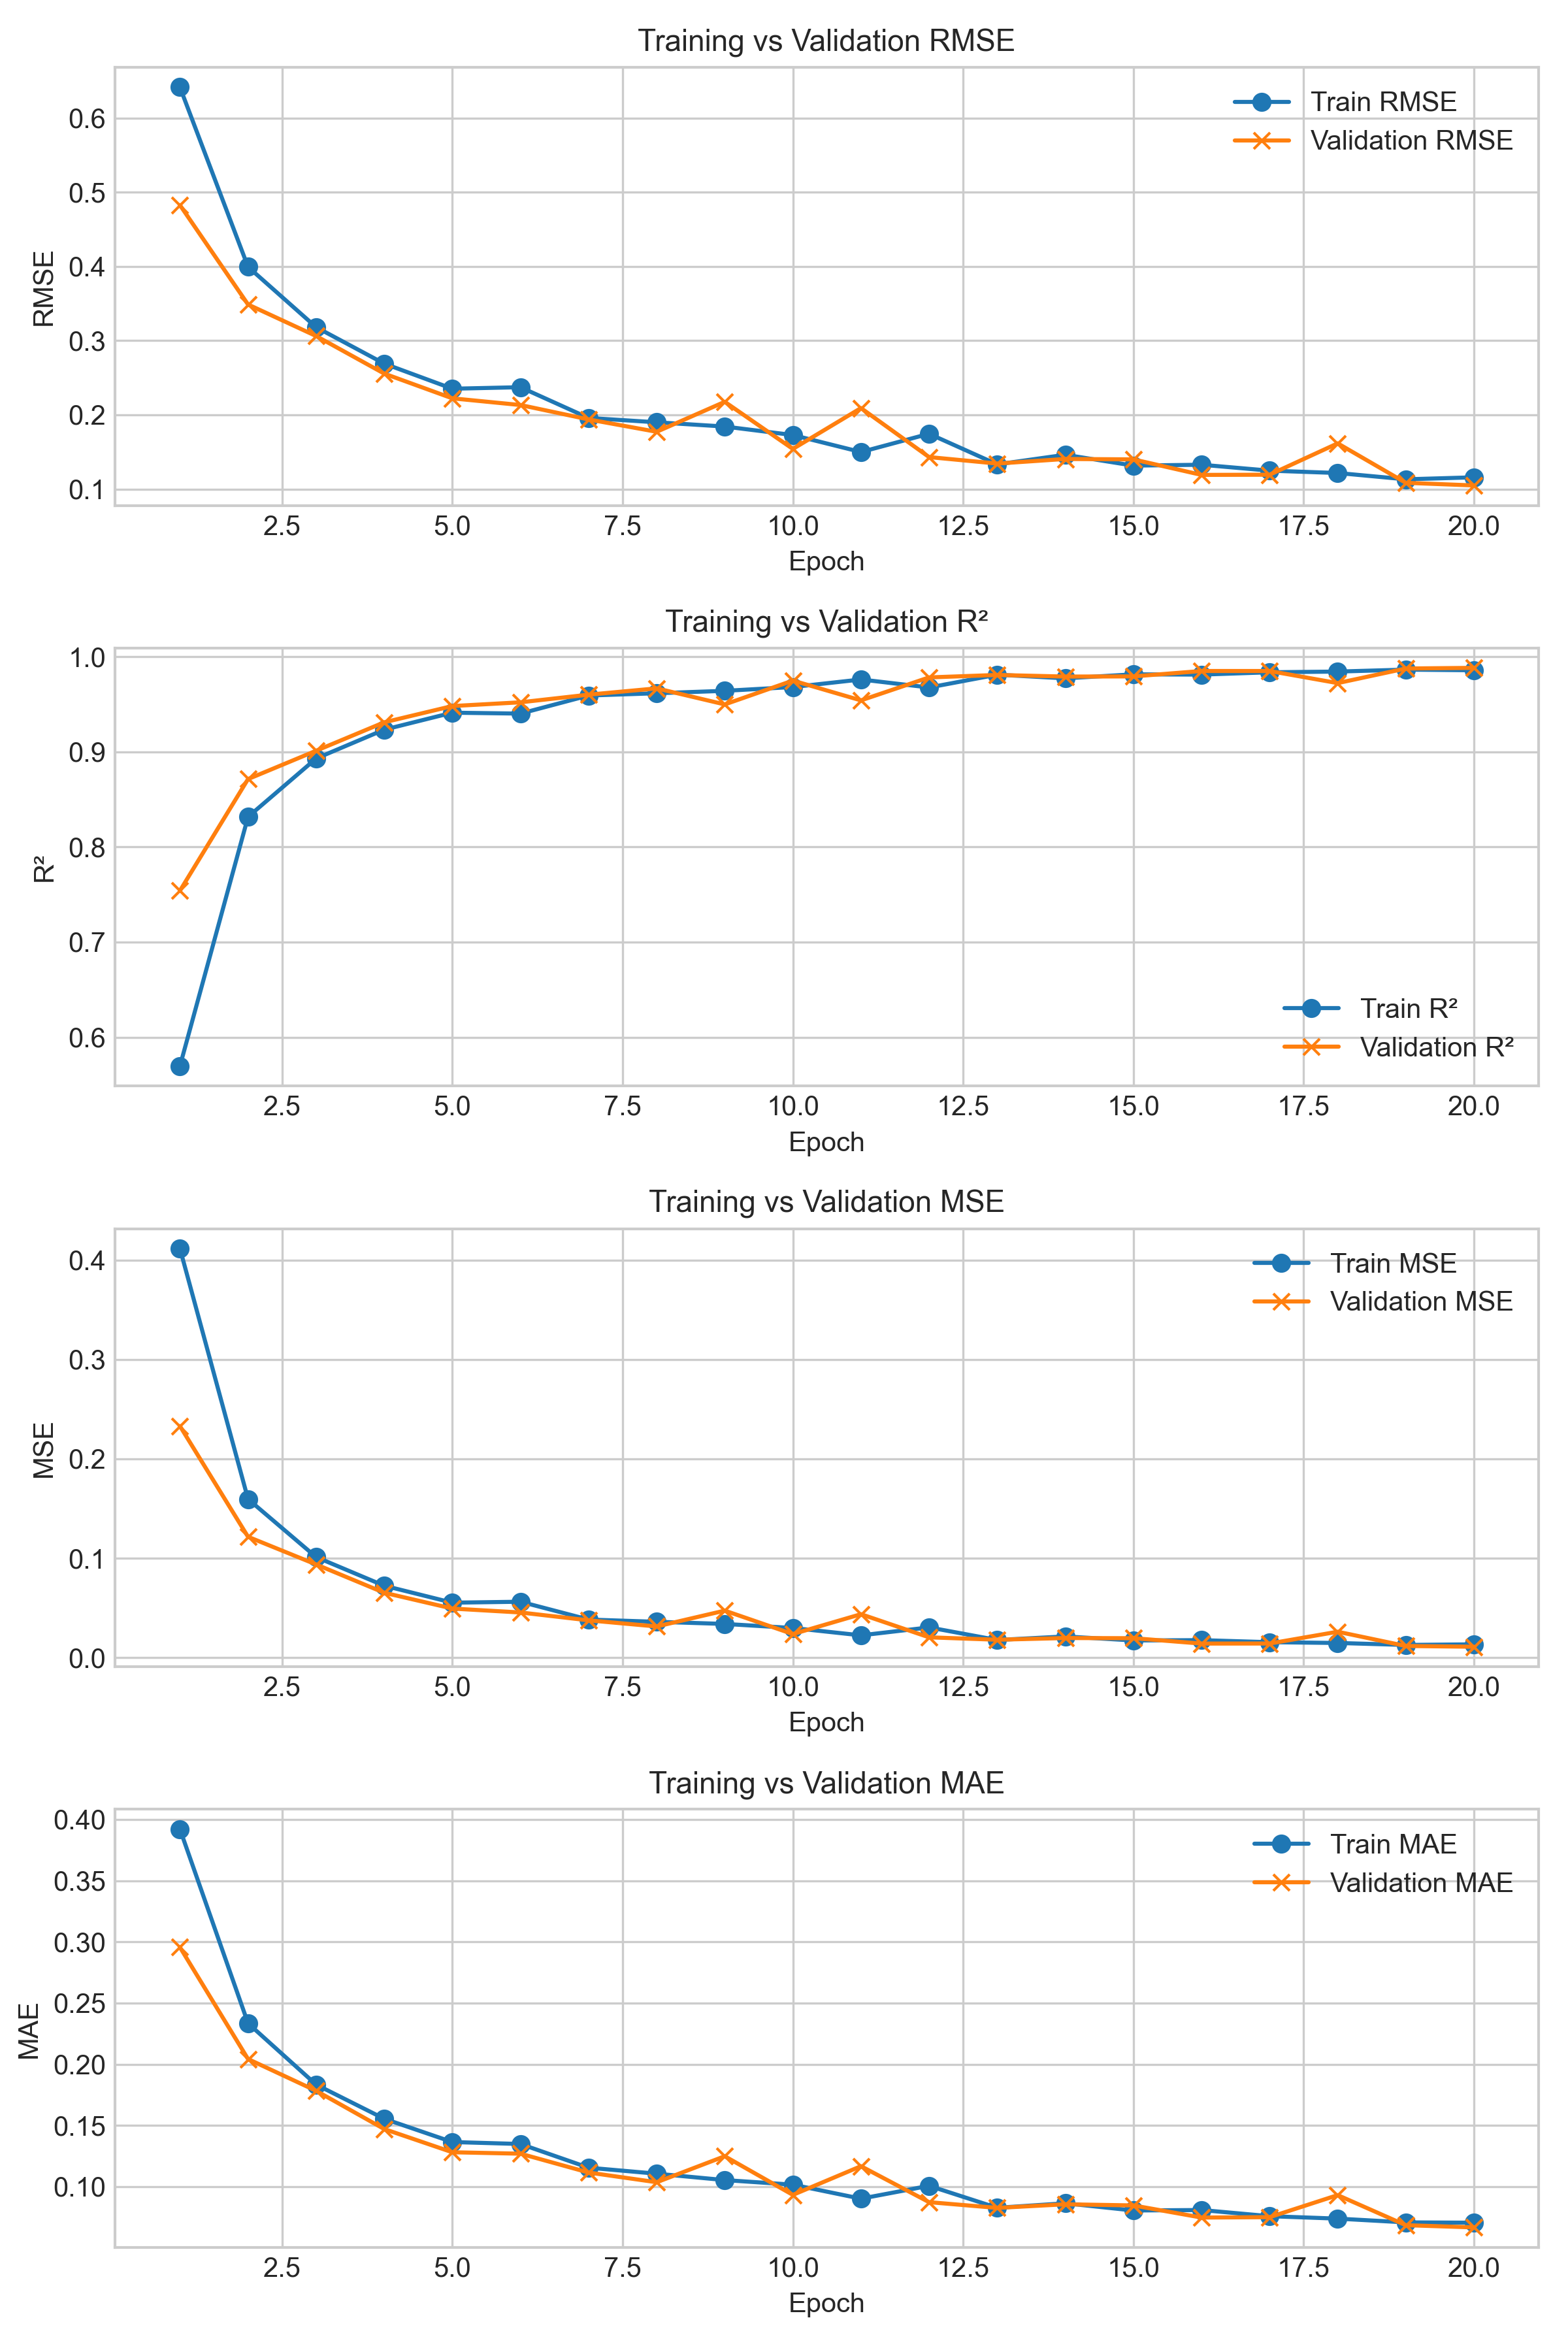 Training vs Validation RMSE
RMSE
0.6
0.5
0.4
0.3
0.2
0.1
Train RMSE
Validation RMSE
2.5 5.0 7.5 10.0 12.5 15.0 17.5 20.0
Epoch
Training vs Validation R²
R²
1.0
0.9
0.8
0.7
0.6
Train R²
Validation R²
2.5 5.0 7.5 10.0 12.5 15.0 17.5 20.0
Epoch
Training vs Validation MSE
MSE
0.4
0.3
0.2
0.1
0.0
Train MSE
Validation MSE
2.5 5.0 7.5 10.0 12.5 15.0 17.5 20.0
Epoch
Training vs Validation MAE
MAE
0.40
0.35
0.30
0.25
0.20
0.15
0.10
Train MAE
Validation MAE
2.5 5.0 7.5 10.0 12.5 15.0 17.5 20.0
Epoch